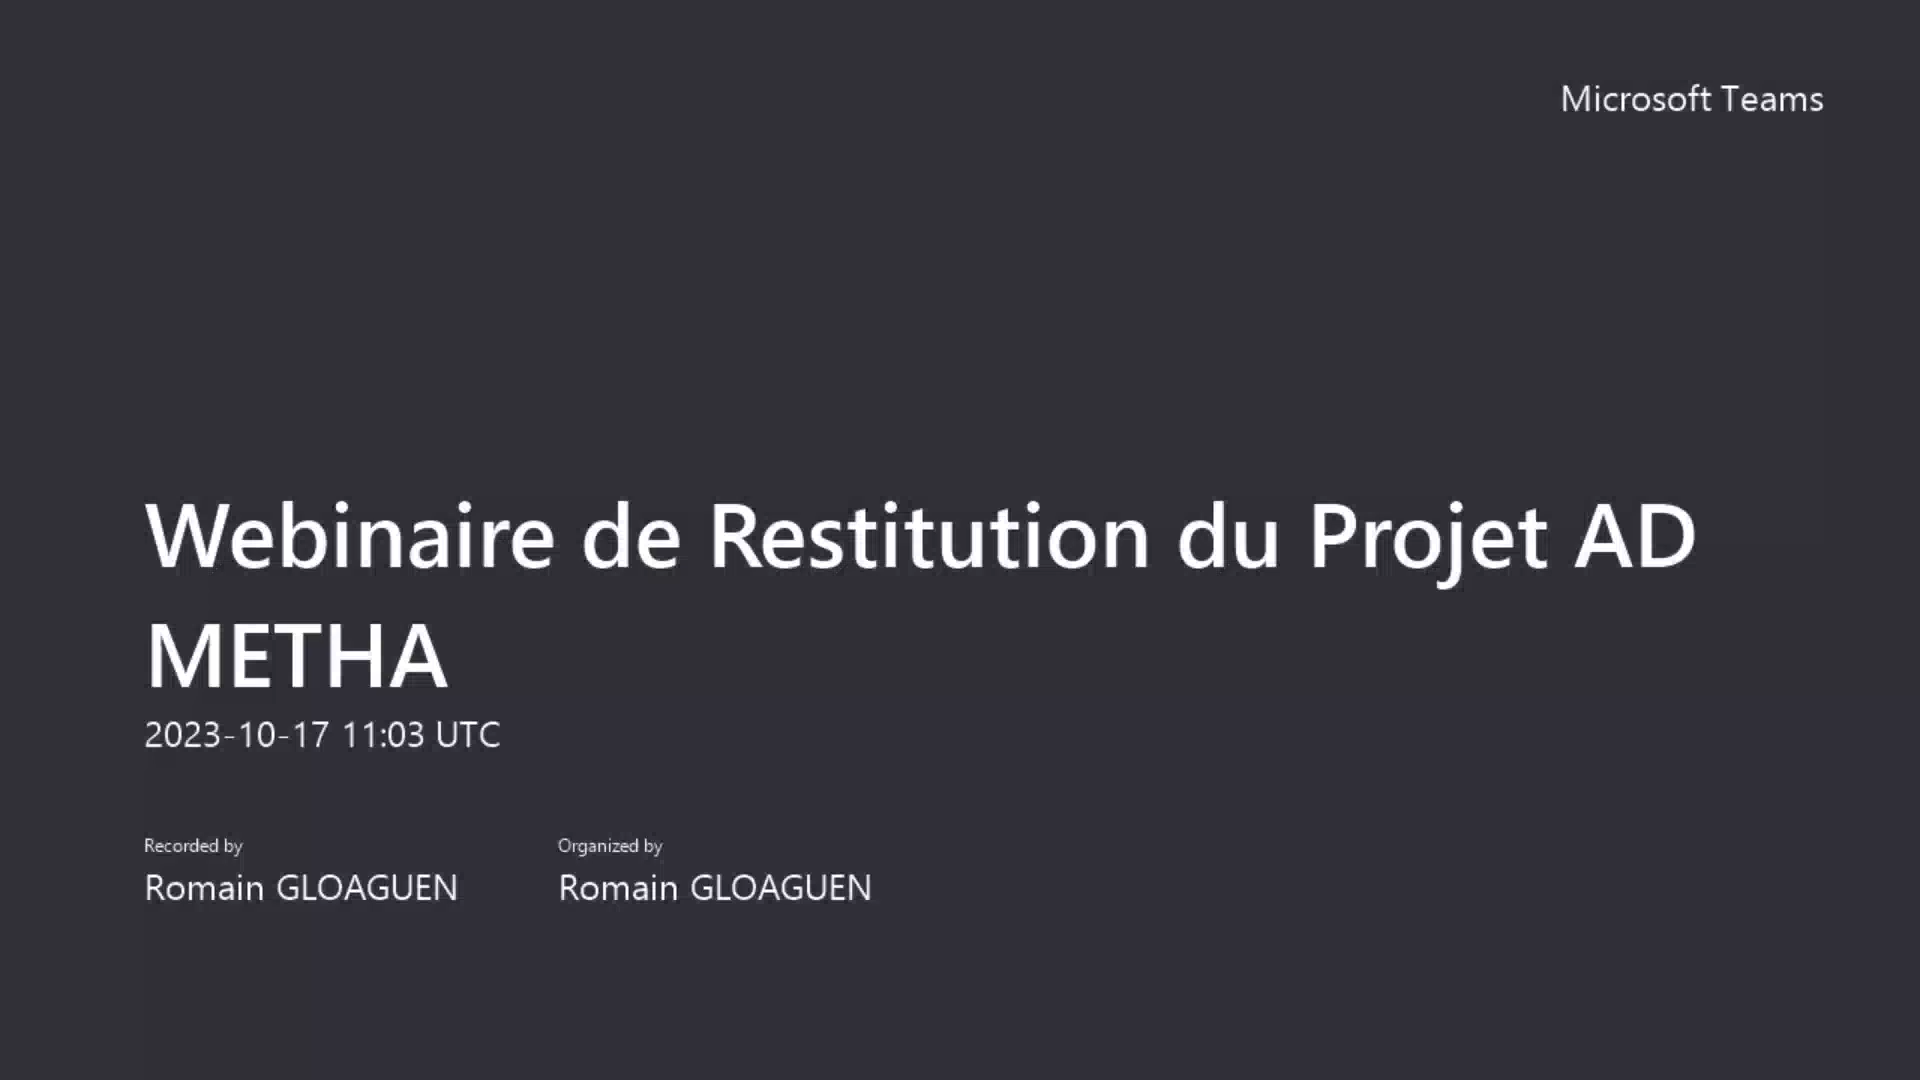 Microsoft Teams
Webinaire de Restitution du Projet AD
METHA
2023-10-17 11:03 UTC
Recorded by
Romain GLOAGUEN
Organized by
Romain GLOAGUEN